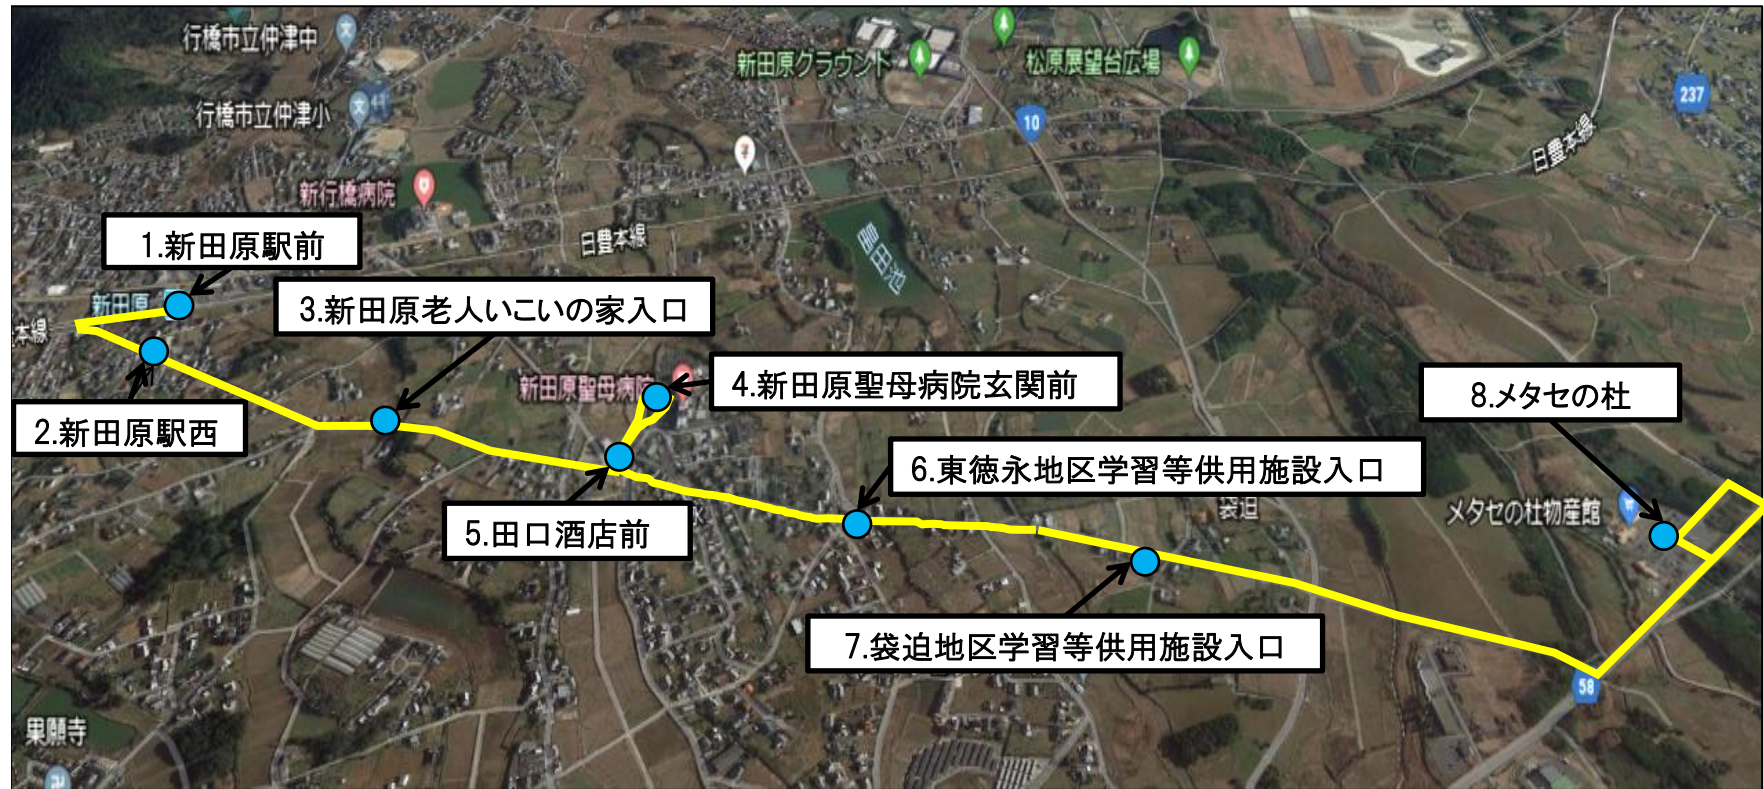 行橋市立仲津中
新田原グラウンド
松原展望台広場
237
行橋市立仲津小
10
日豊本線
新行橋病院
1.新田原駅前
日豊本線
新田原
3.新田原老人いこいの家入口
本線
新田原聖母病院
4.新田原聖母病院玄関前
8.メタセの杜
2.新田原駅西
6.東徳永地区学習等供用施設入口
袋迫
メタセの杜物産館
5.田口酒店前
7.袋迫地区学習等供用施設入口
58
果願寺